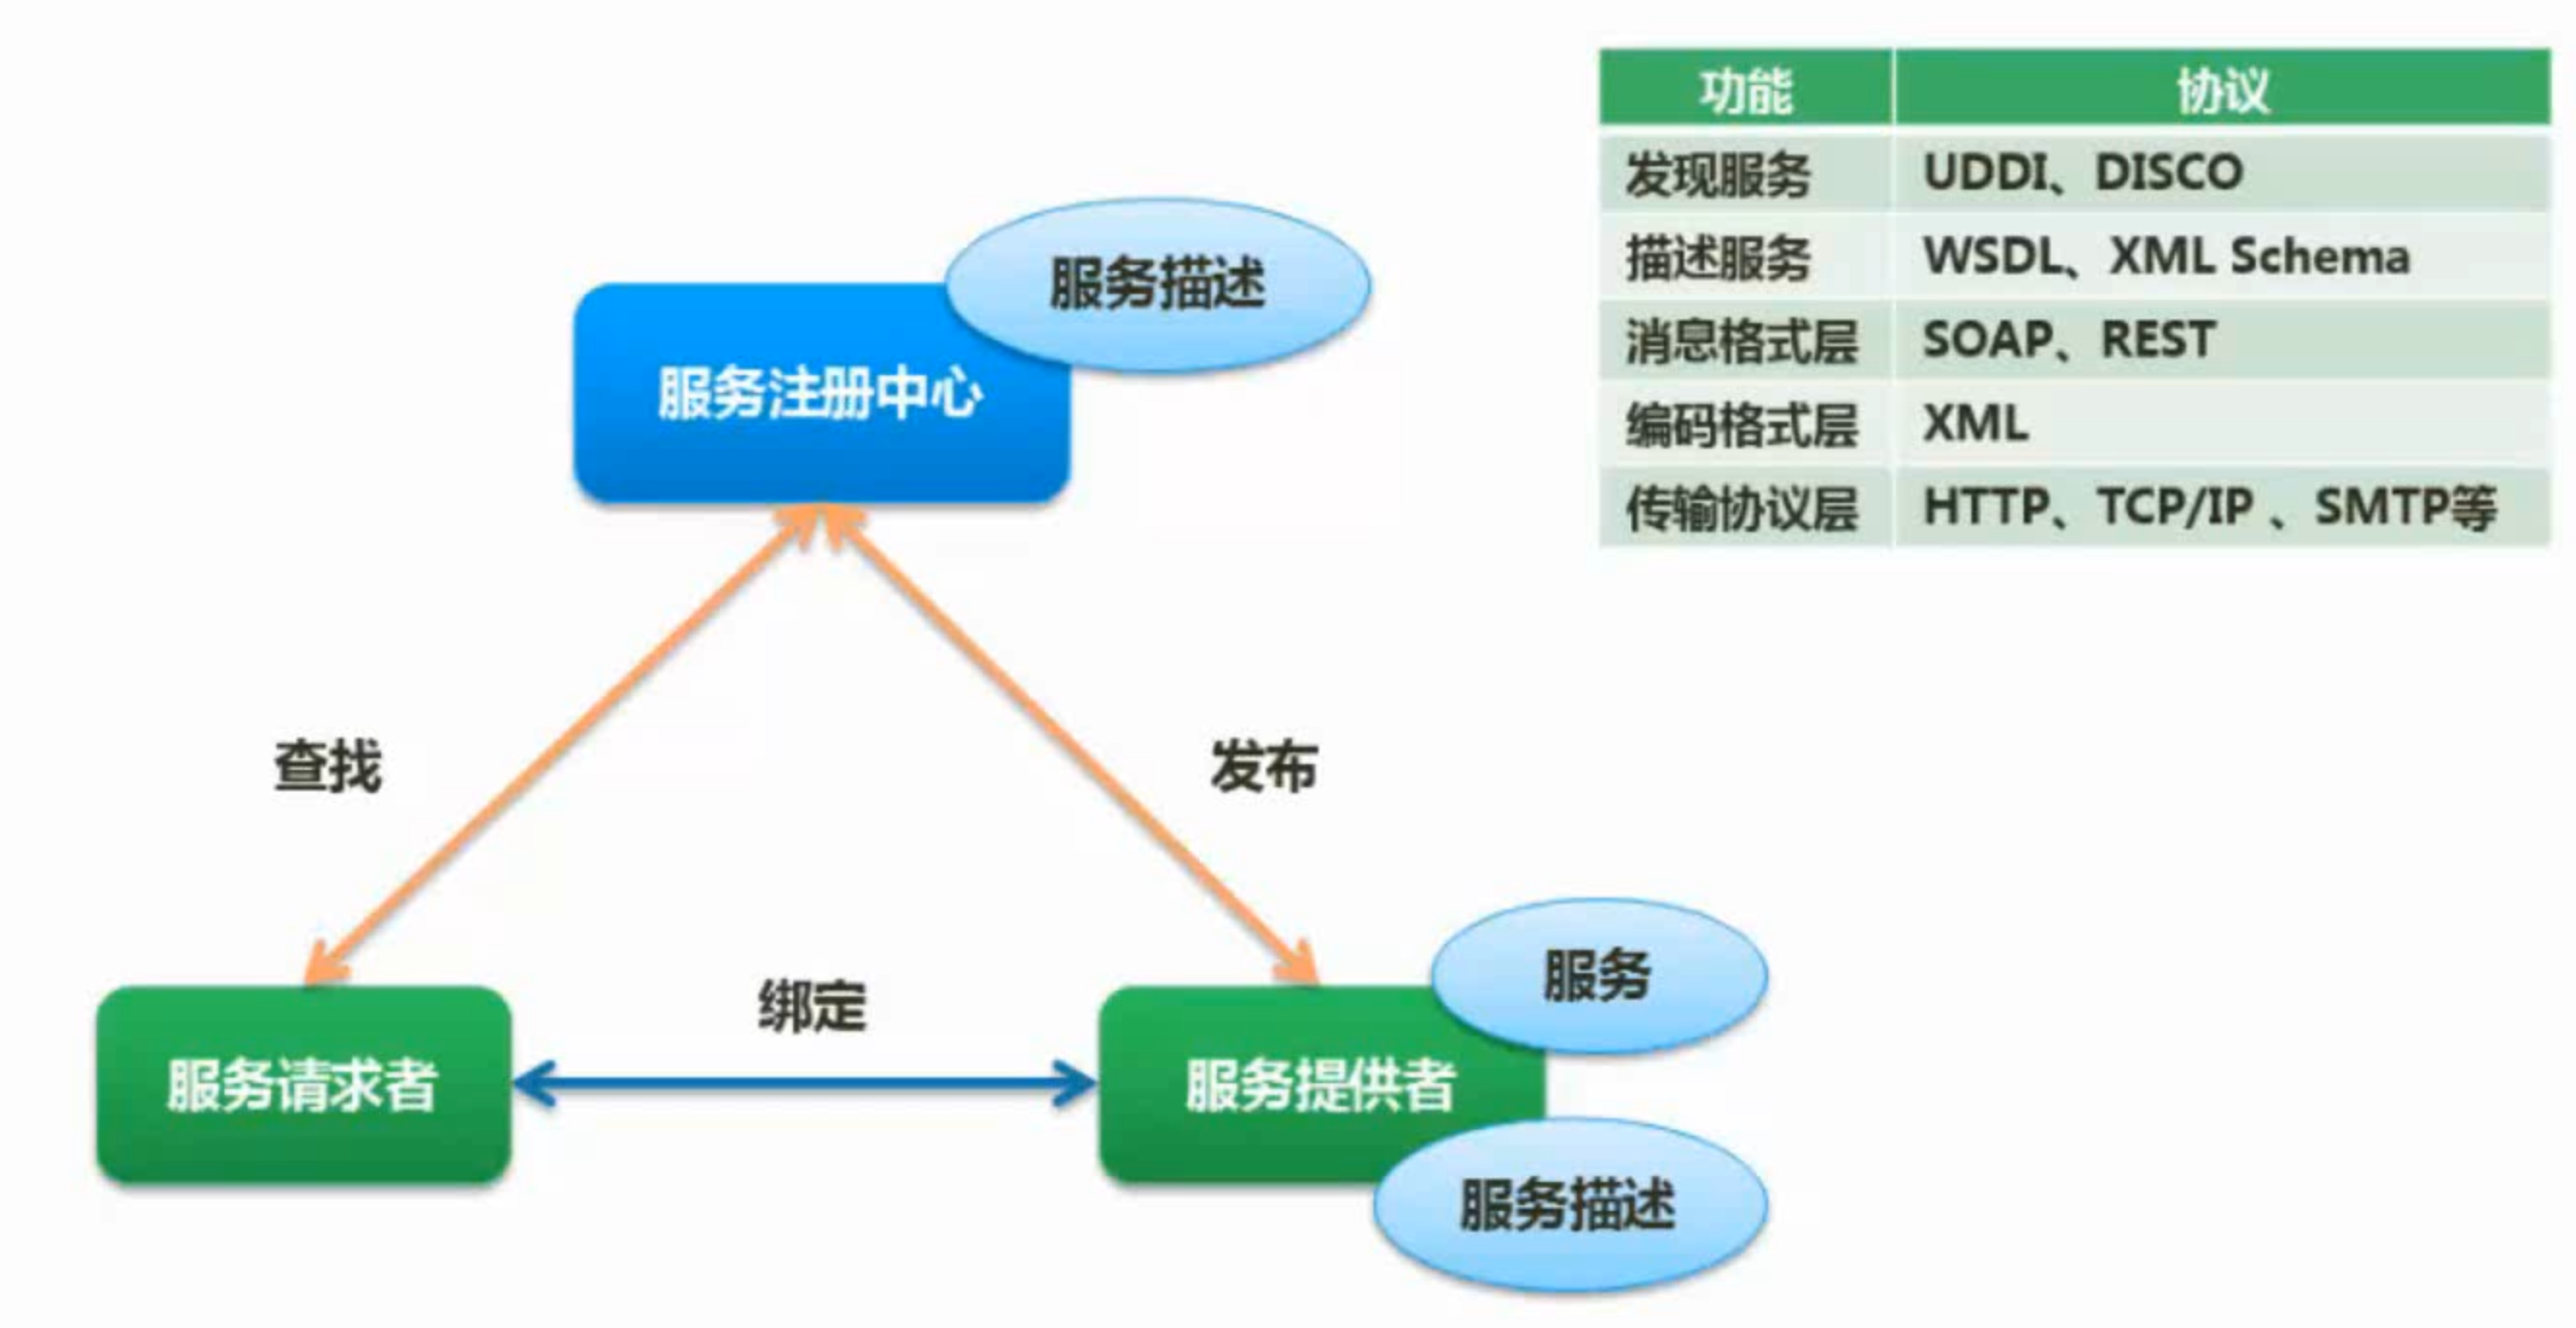 功能 协议
发现服务 UDDI、DISCO
描述服务 WSDL、XML Schema
消息格式层 SOAP、REST
编码格式层 XML
传输协议层 HTTP、TCP/IP 、SMTP等
服务描述
服务注册中心
查找
发布
绑定
服务
服务请求者
服务提供者
服务描述